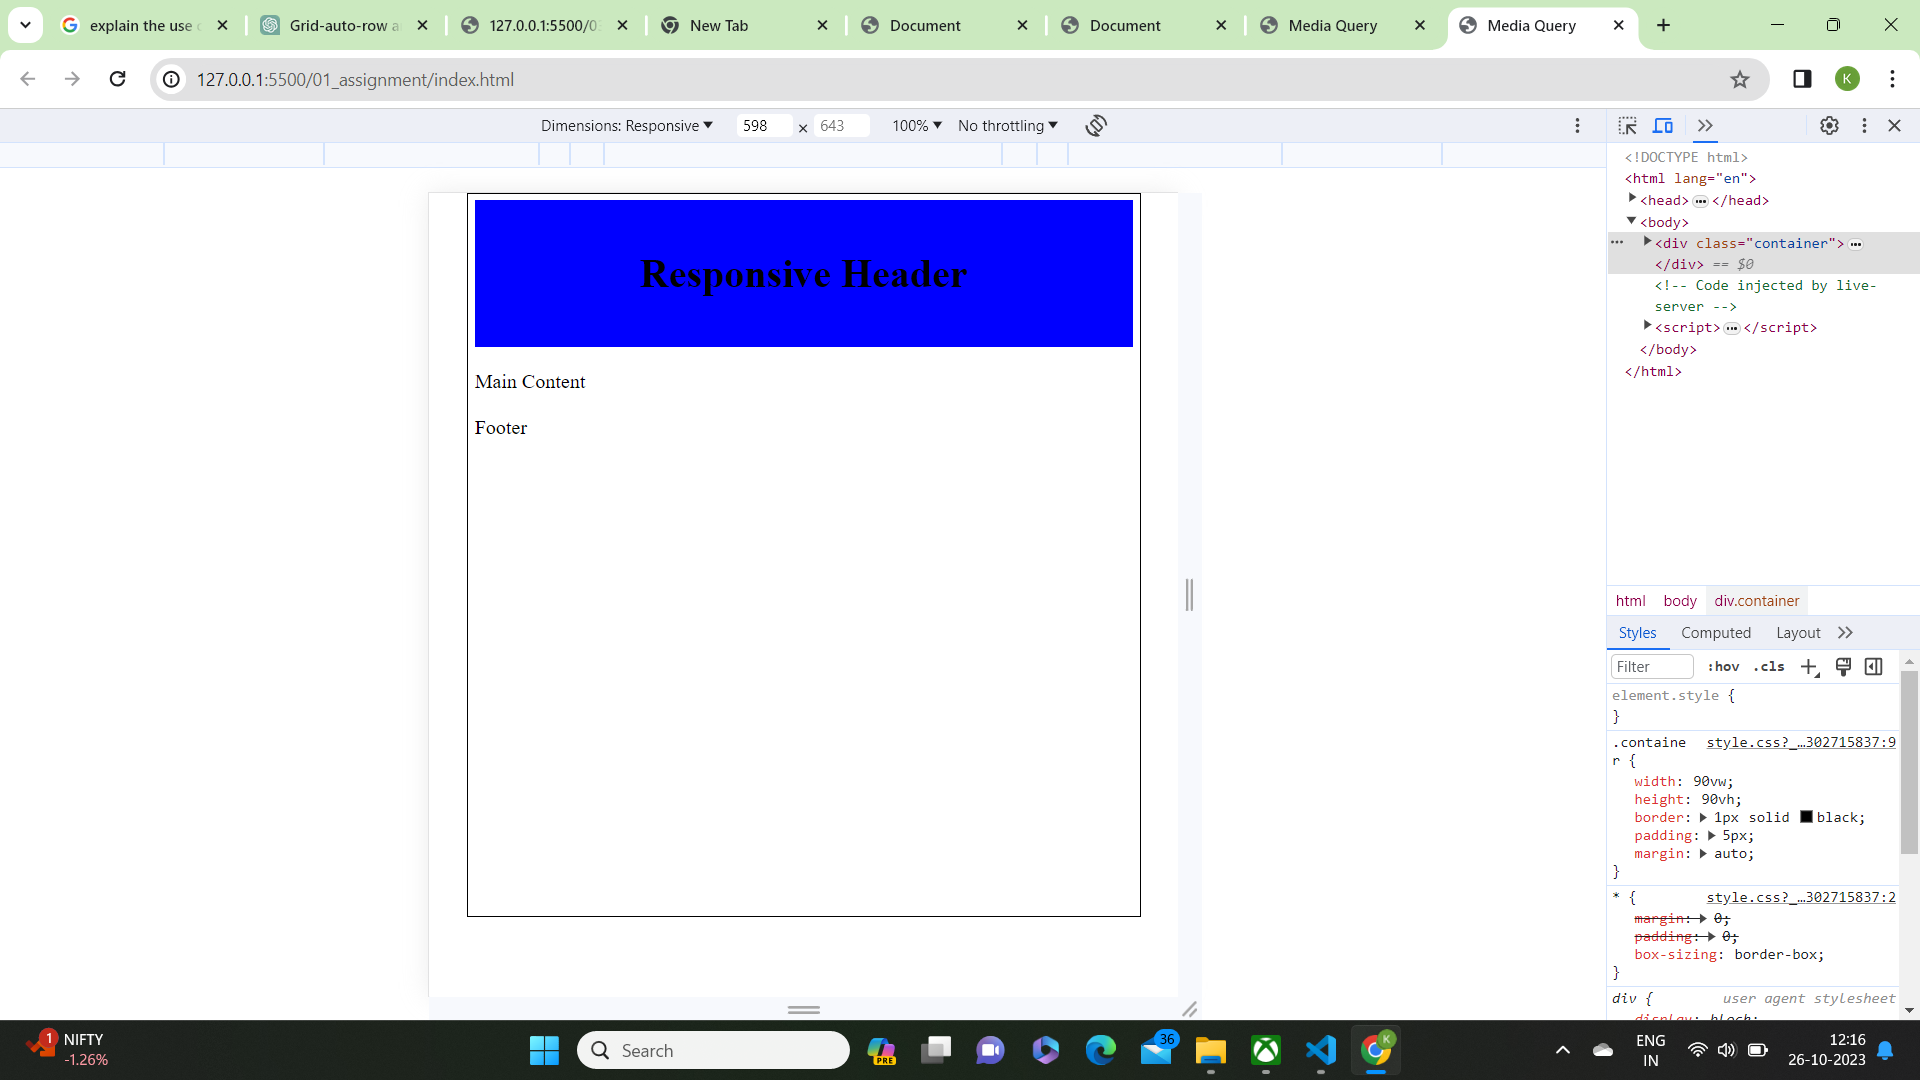 explain the use
Grid-auto-row a
127.0.0.1:5500/0
New Tab
Document
Document
Media Query
Media Query
127.0.0.1:5500/01_assignment/index.html
K
Dimensions: Responsive
598 × 643
100%
No throttling
Responsive Header
Main Content
Footer
<!DOCTYPE html>
<html lang="en">
<head> ••• </head>
<body>
••• <div class="container"> •••
</div> == $0
<!-- Code injected by live-
server -->
<script> ••• </script>
</body>
</html>
html body div.container
Styles Computed Layout
Filter :hov .cls
element.style {
}
.containe style.css?_…302715837:9
r {
width: 90vw;
height: 90vh;
border: 1px solid black;
padding: 5px;
margin: auto;
}
* { style.css?_…302715837:2
margin: 0;
padding: 0;
box-sizing: border-box;
}
div { user agent stylesheet
display: block;
1
NIFTY
-1.26%
Search
PRE
36
K
ENG
IN
12:16
26-10-2023